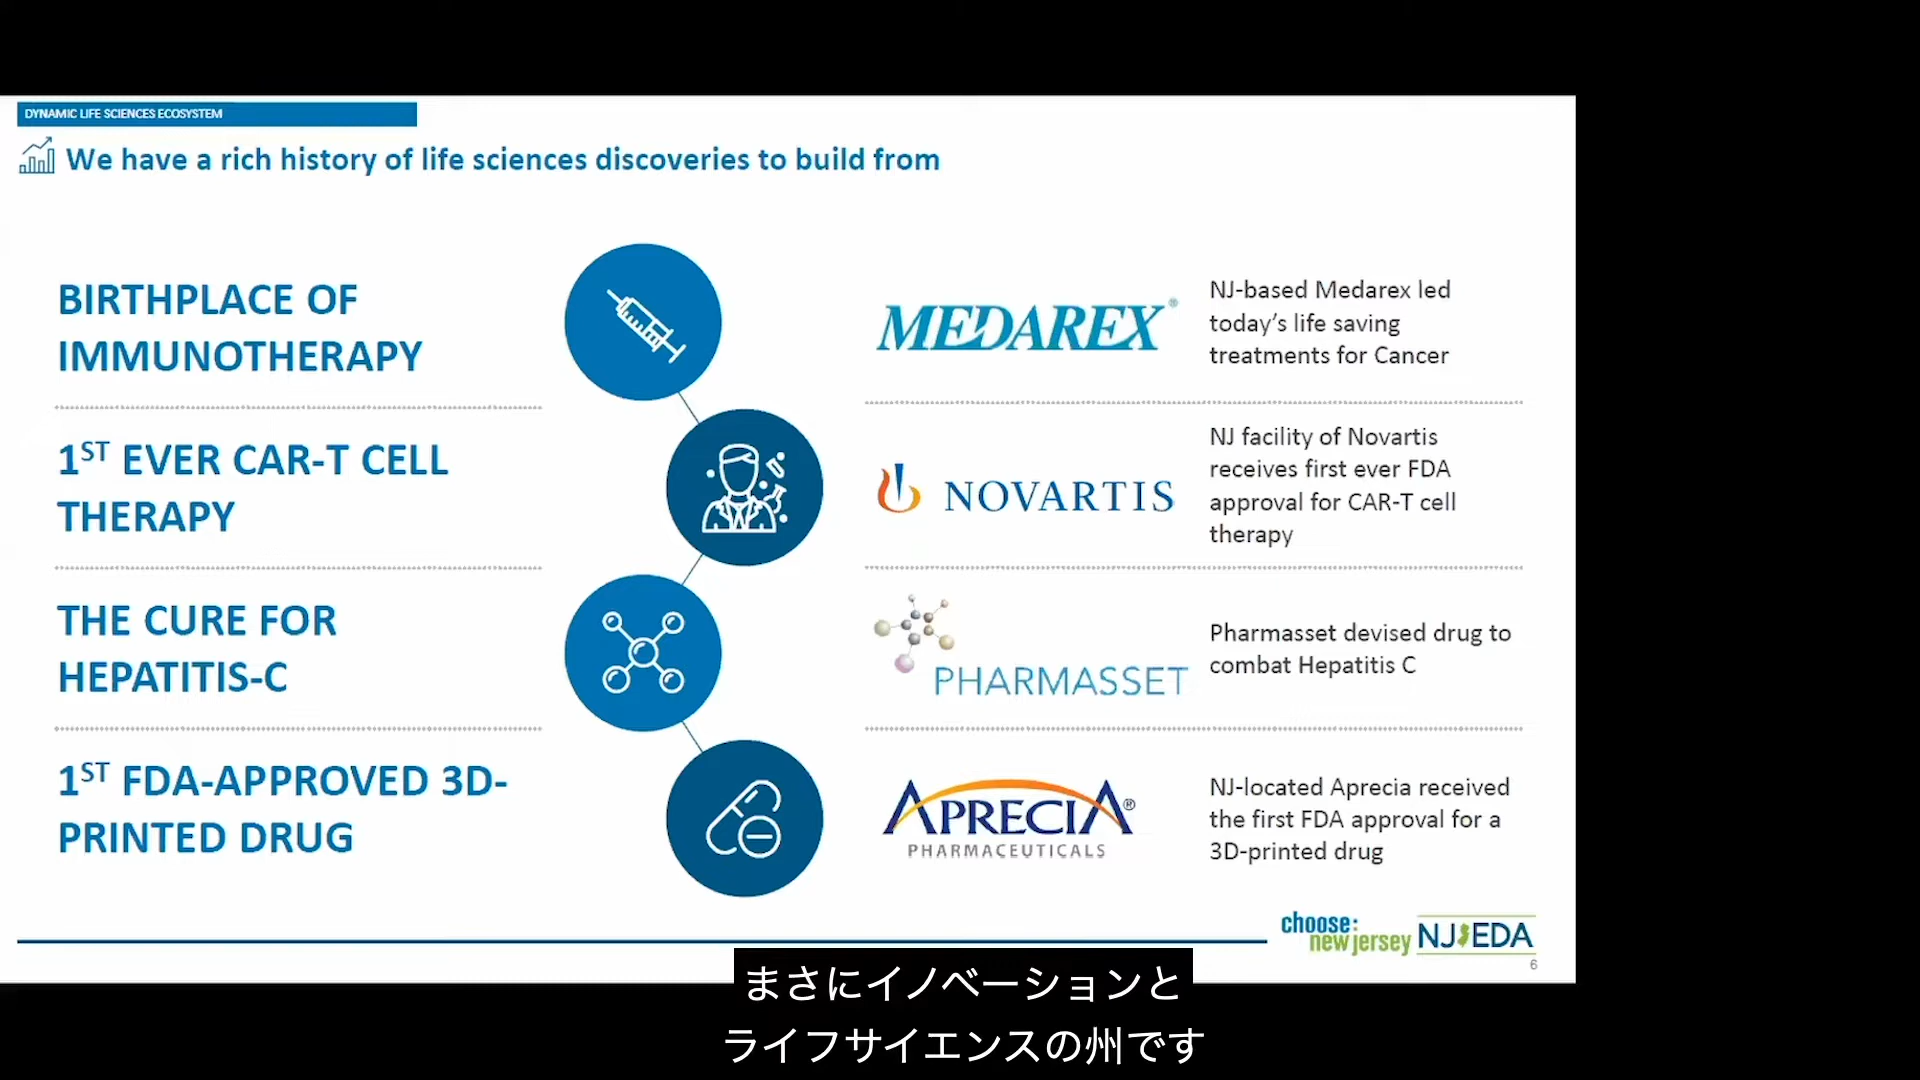 DYNAMIC LIFE SCIENCES ECOSYSTEM
We have a rich history of life sciences discoveries to build from
BIRTHPLACE OF
IMMUNOTHERAPY
MEDAREX®
NJ-based Medarex led
today’s life saving
treatments for Cancer
1ST EVER CAR-T CELL
THERAPY
NOVARTIS
NJ facility of Novartis
receives first ever FDA
approval for CAR-T cell
therapy
THE CURE FOR
HEPATITIS-C
PHARMASSET
Pharmasset devised drug to
combat Hepatitis C
1ST FDA-APPROVED 3D-
PRINTED DRUG
APRECIA®
PHARMACEUTICALS
NJ-located Aprecia received
the first FDA approval for a
3D-printed drug
choose:
new jersey
NJEDA
6
まさにイノベーションと
ライフサイエンスの州です